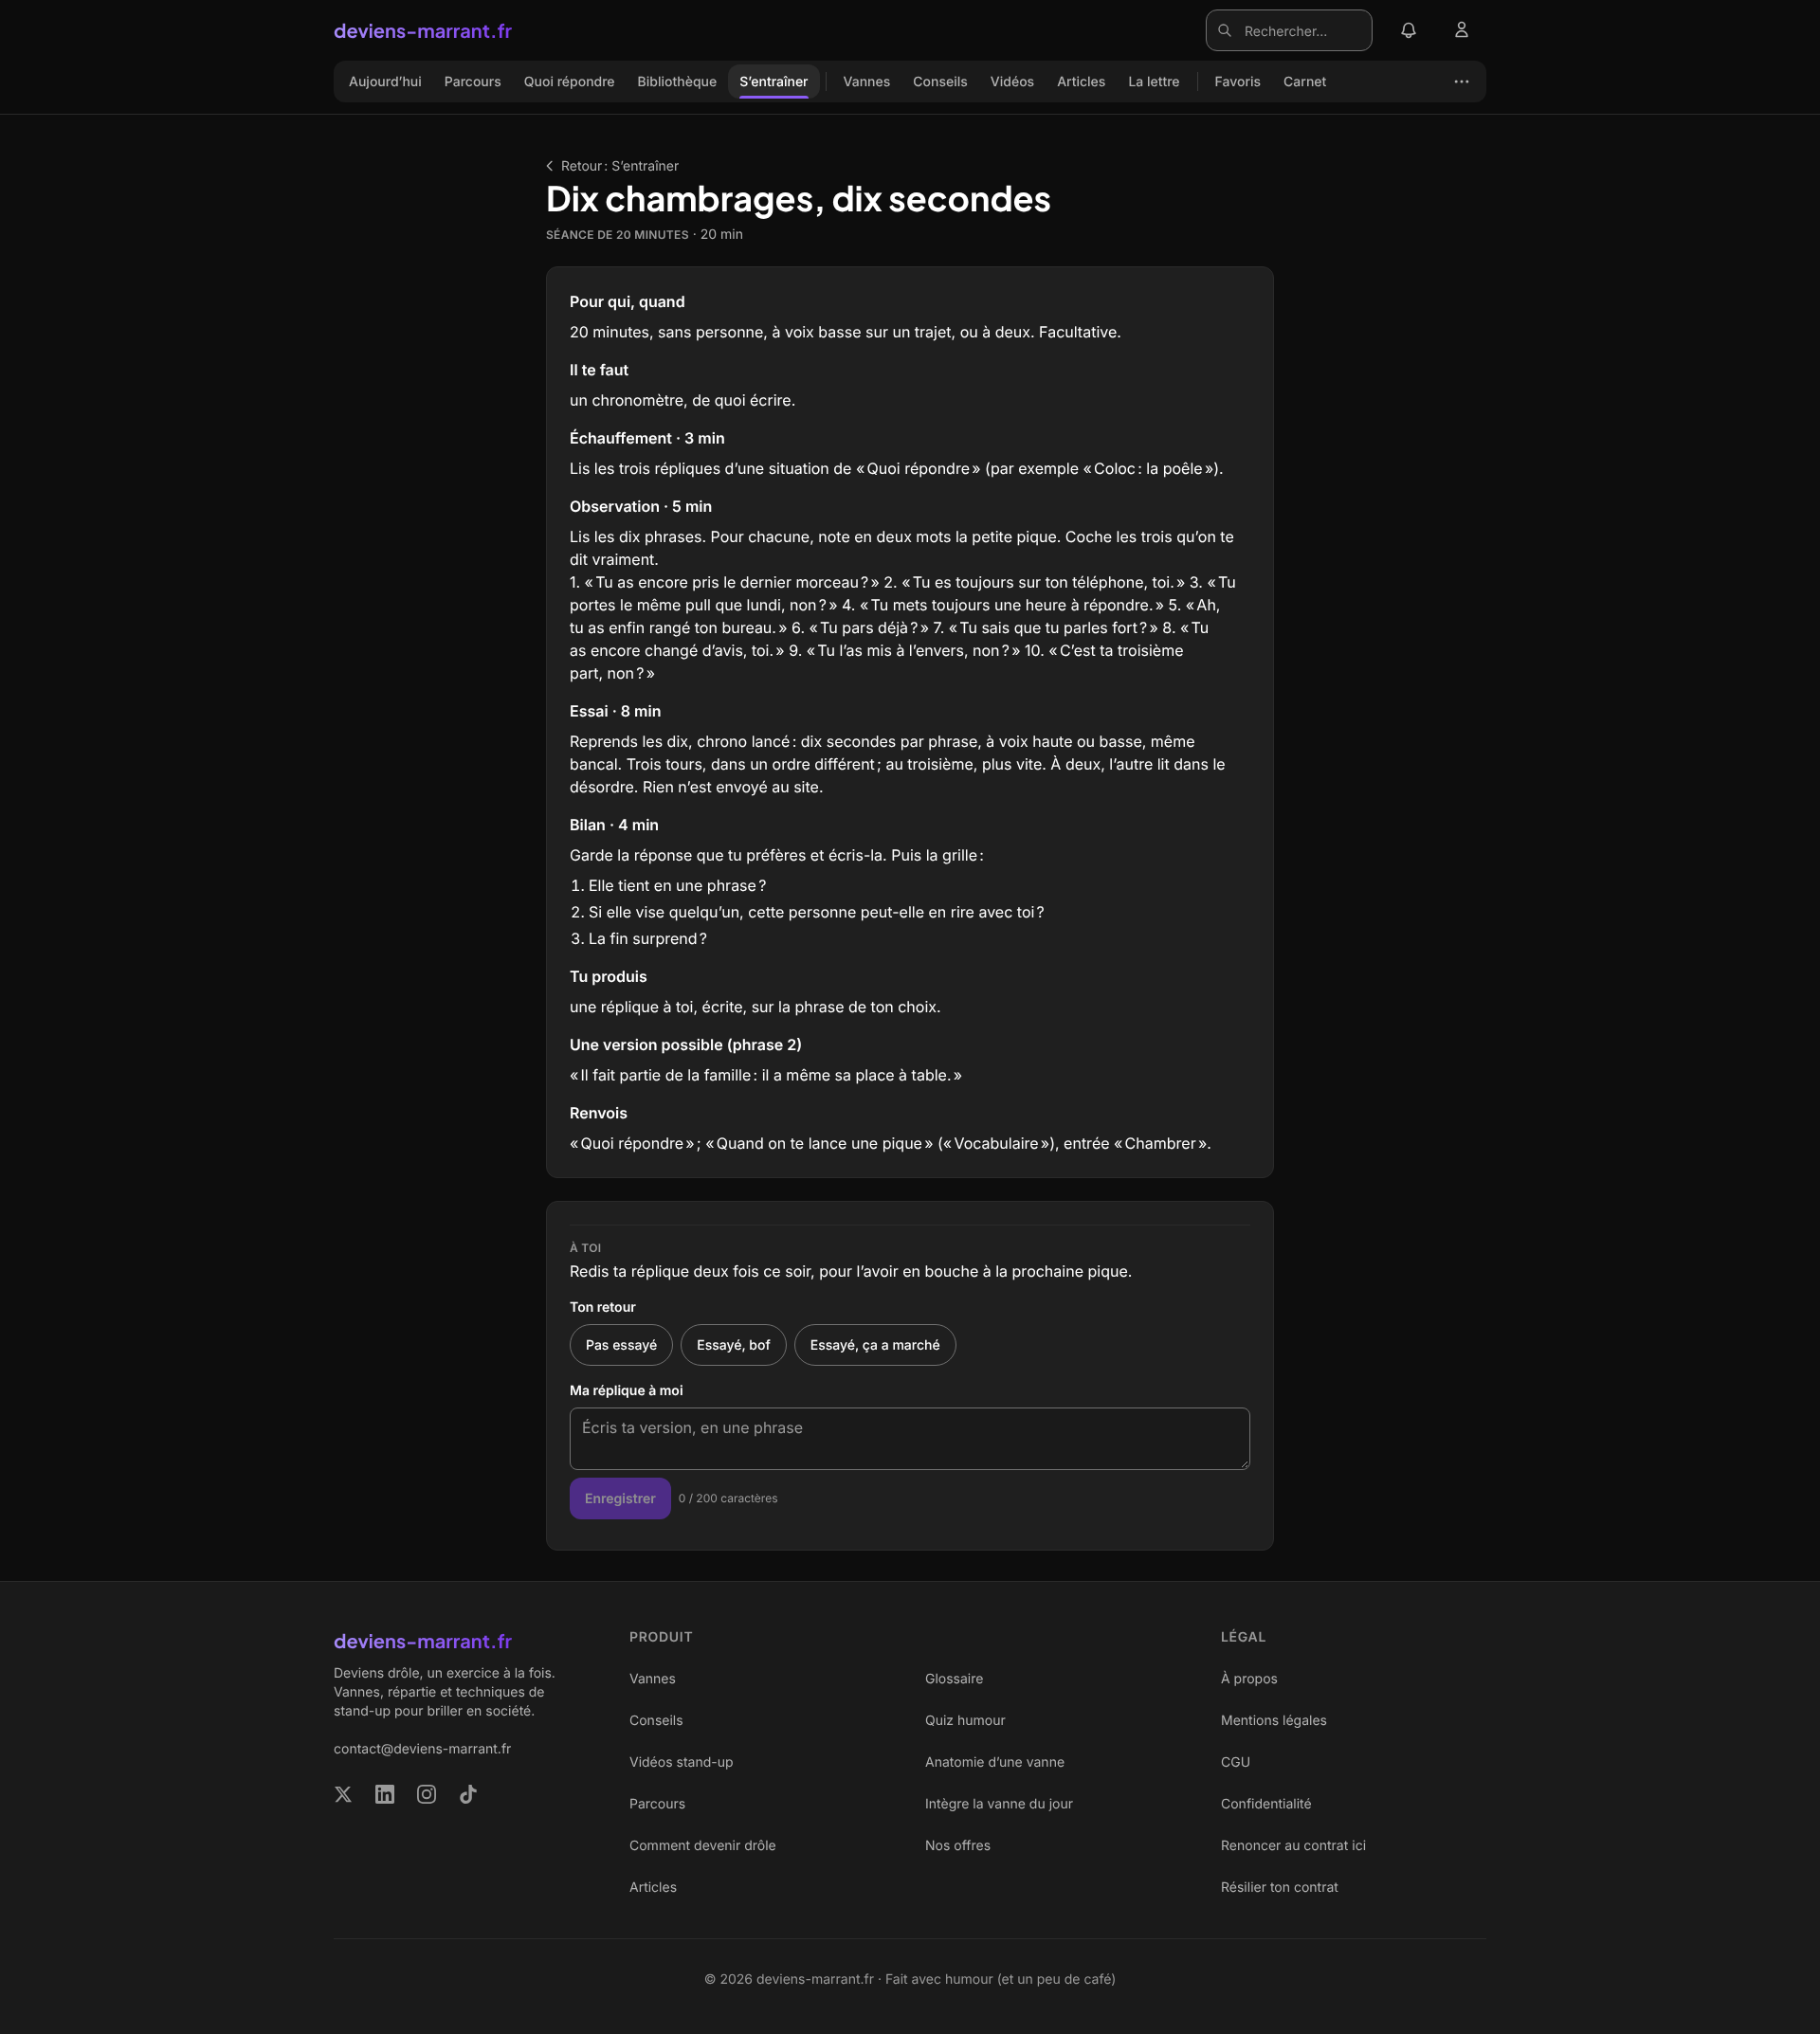 deviens-marrant.fr
Rechercher...
Aujourd’hui Parcours Quoi répondre Bibliothèque S’entraîner Vannes Conseils Vidéos Articles La lettre Favoris Carnet
Retour : S’entraîner
Dix chambrages, dix secondes
SÉANCE DE 20 MINUTES · 20 min
Pour qui, quand
20 minutes, sans personne, à voix basse sur un trajet, ou à deux. Facultative.
Il te faut
un chronomètre, de quoi écrire.
Échauffement · 3 min
Lis les trois répliques d’une situation de « Quoi répondre » (par exemple « Coloc : la poêle »).
Observation · 5 min
Lis les dix phrases. Pour chacune, note en deux mots la petite pique. Coche les trois qu’on te
dit vraiment.
1. « Tu as encore pris le dernier morceau ? » 2. « Tu es toujours sur ton téléphone, toi. » 3. « Tu
portes le même pull que lundi, non ? » 4. « Tu mets toujours une heure à répondre. » 5. « Ah,
tu as enfin rangé ton bureau. » 6. « Tu pars déjà ? » 7. « Tu sais que tu parles fort ? » 8. « Tu
as encore changé d’avis, toi. » 9. « Tu l’as mis à l’envers, non ? » 10. « C’est ta troisième
part, non ? »
Essai · 8 min
Reprends les dix, chrono lancé : dix secondes par phrase, à voix haute ou basse, même
bancal. Trois tours, dans un ordre différent ; au troisième, plus vite. À deux, l’autre lit dans le
désordre. Rien n’est envoyé au site.
Bilan · 4 min
Garde la réponse que tu préfères et écris-la. Puis la grille :
1. Elle tient en une phrase ?
2. Si elle vise quelqu’un, cette personne peut-elle en rire avec toi ?
3. La fin surprend ?
Tu produis
une réplique à toi, écrite, sur la phrase de ton choix.
Une version possible (phrase 2)
« Il fait partie de la famille : il a même sa place à table. »
Renvois
« Quoi répondre » ; « Quand on te lance une pique » (« Vocabulaire »), entrée « Chambrer ».
À TOI
Redis ta réplique deux fois ce soir, pour l’avoir en bouche à la prochaine pique.
Ton retour
Pas essayé Essayé, bof Essayé, ça a marché
Ma réplique à moi
Écris ta version, en une phrase
Enregistrer 0 / 200 caractères
deviens-marrant.fr
Deviens drôle, un exercice à la fois.
Vannes, répartie et techniques de
stand-up pour briller en société.
contact@deviens-marrant.fr
PRODUIT
Vannes
Conseils
Vidéos stand-up
Parcours
Comment devenir drôle
Articles
Glossaire
Quiz humour
Anatomie d’une vanne
Intègre la vanne du jour
Nos offres
LÉGAL
À propos
Mentions légales
CGU
Confidentialité
Renoncer au contrat ici
Résilier ton contrat
© 2026 deviens-marrant.fr · Fait avec humour (et un peu de café)